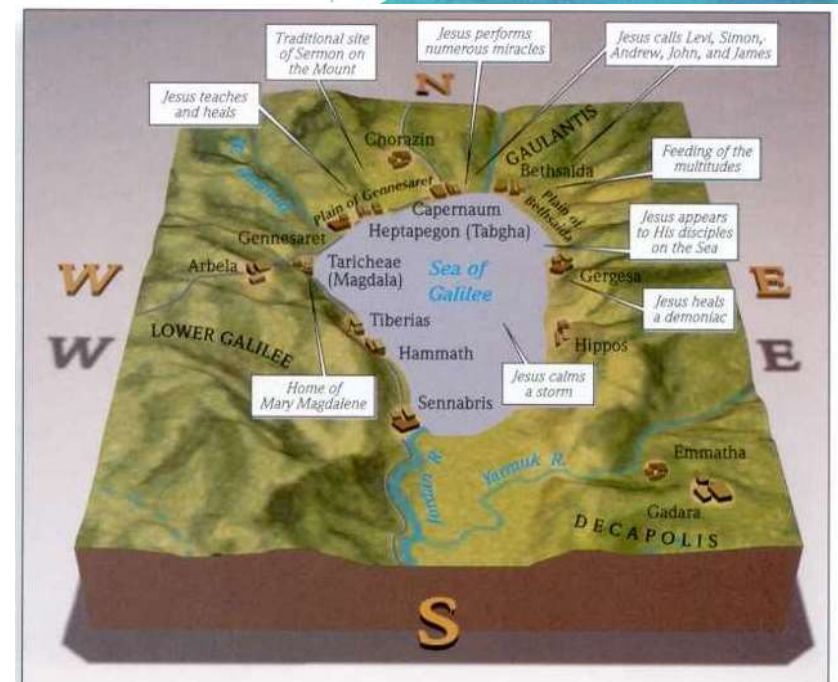 Jesus performs
numerous miracles
Jesus calls Levi, Simon,
Andrew, John, and James
Traditional site
of Sermon on
the Mount
Jesus teaches
and heals
N
Chorazin
GAULANTIS
Bethsaida
Feeding of the
multitudes
Plain of Gennesaret
Plain of
Bethsaida
Capernaum
Heptapegon (Tabgha)
Jesus appears
to His disciples
on the Sea
Gennesaret
Arbela
Taricheae
(Magdala)
Sea of
Galilee
Gergesa
W
E
Jesus heals
a demoniac
W
E
LOWER GALILEE
Tiberias
Hammath
Hippos
Home of
Mary Magdalene
Jesus calms
a storm
Sennabris
Jordan R.
Yarmuk R.
Emmatha
Gadara
DECAPOLIS
S